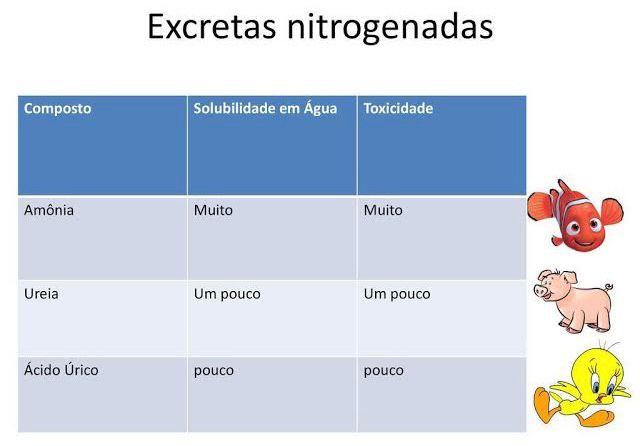 Excretas nitrogenadas
Composto Solubilidade em Água Toxicidade
Amônia Muito Muito
Ureia Um pouco Um pouco
Ácido Úrico pouco pouco